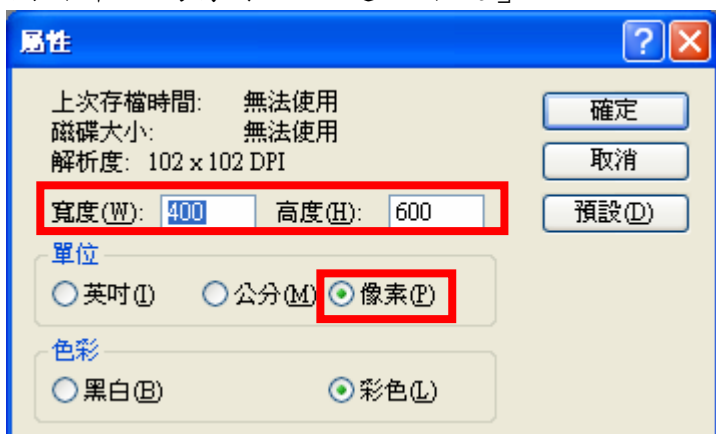 屬性
上次存檔時間: 無法使用
磁碟大小: 無法使用
解析度: 102 x 102 DPI
寬度(W): 400 高度(H): 600
單位
英吋(I) 公分(M) 像素(P)
色彩
黑白(B) 彩色(L)
確定
取消
預設(D)